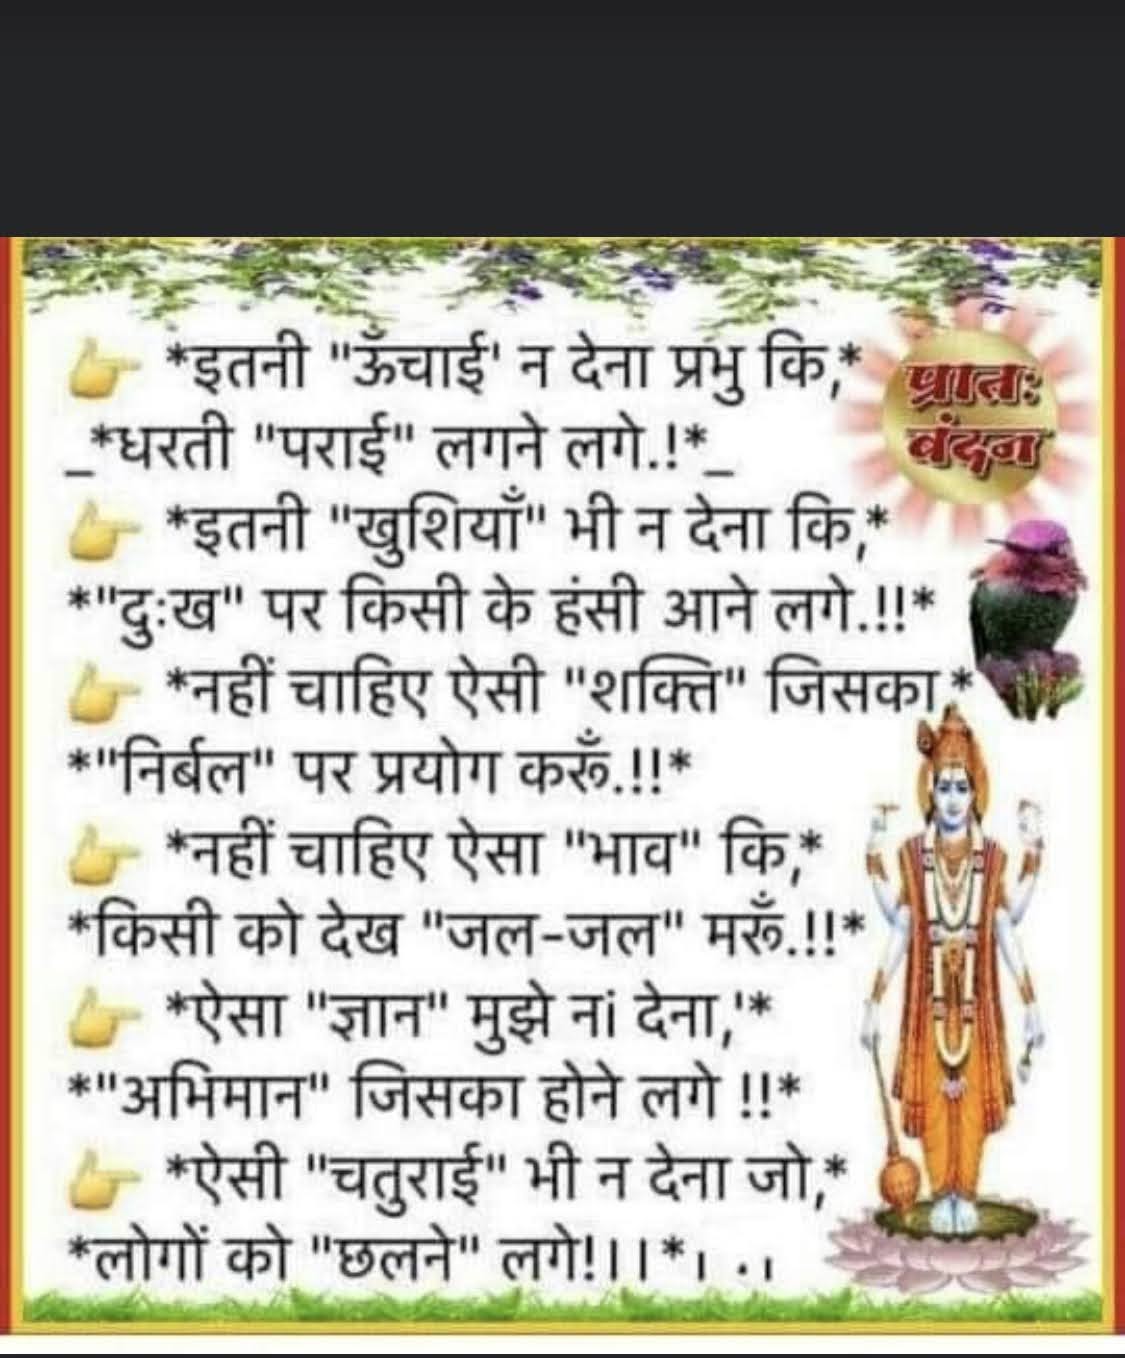 👉 *इतनी "ऊँचाई' न देना प्रभु कि,*
_*धरती "पराई" लगने लगे.!*_
👉 *इतनी "खुशियाँ" भी न देना कि,*
*"दुःख" पर किसी के हंसी आने लगे.!!*
👉 *नहीं चाहिए ऐसी "शक्ति" जिसका,*
*"निर्बल" पर प्रयोग करूँ.!!*
👉 *नहीं चाहिए ऐसा "भाव" कि,*
*किसी को देख "जल-जल" मरूँ.!!*
👉 *ऐसा "ज्ञान" मुझे नां देना,'*
*"अभिमान" जिसका होने लगे !!*
👉 *ऐसी "चतुराई" भी न देना जो,*
*लोगों को "छलने" लगे!।।*। . ।
प्रातः
वंदन